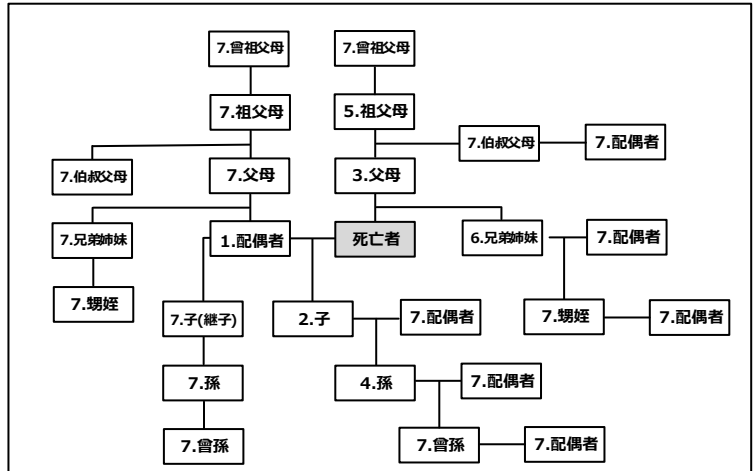 7.曾祖父母
7.曾祖父母
7.祖父母
5.祖父母
7.伯叔父母
7.配偶者
7.伯叔父母
7.父母
3.父母
7.兄弟姉妹
1.配偶者
死亡者
6.兄弟姉妹
7.配偶者
7.甥姪
7.子(継子)
2.子
7.配偶者
7.甥姪
7.配偶者
7.孫
4.孫
7.配偶者
7.曾孫
7.曾孫
7.配偶者